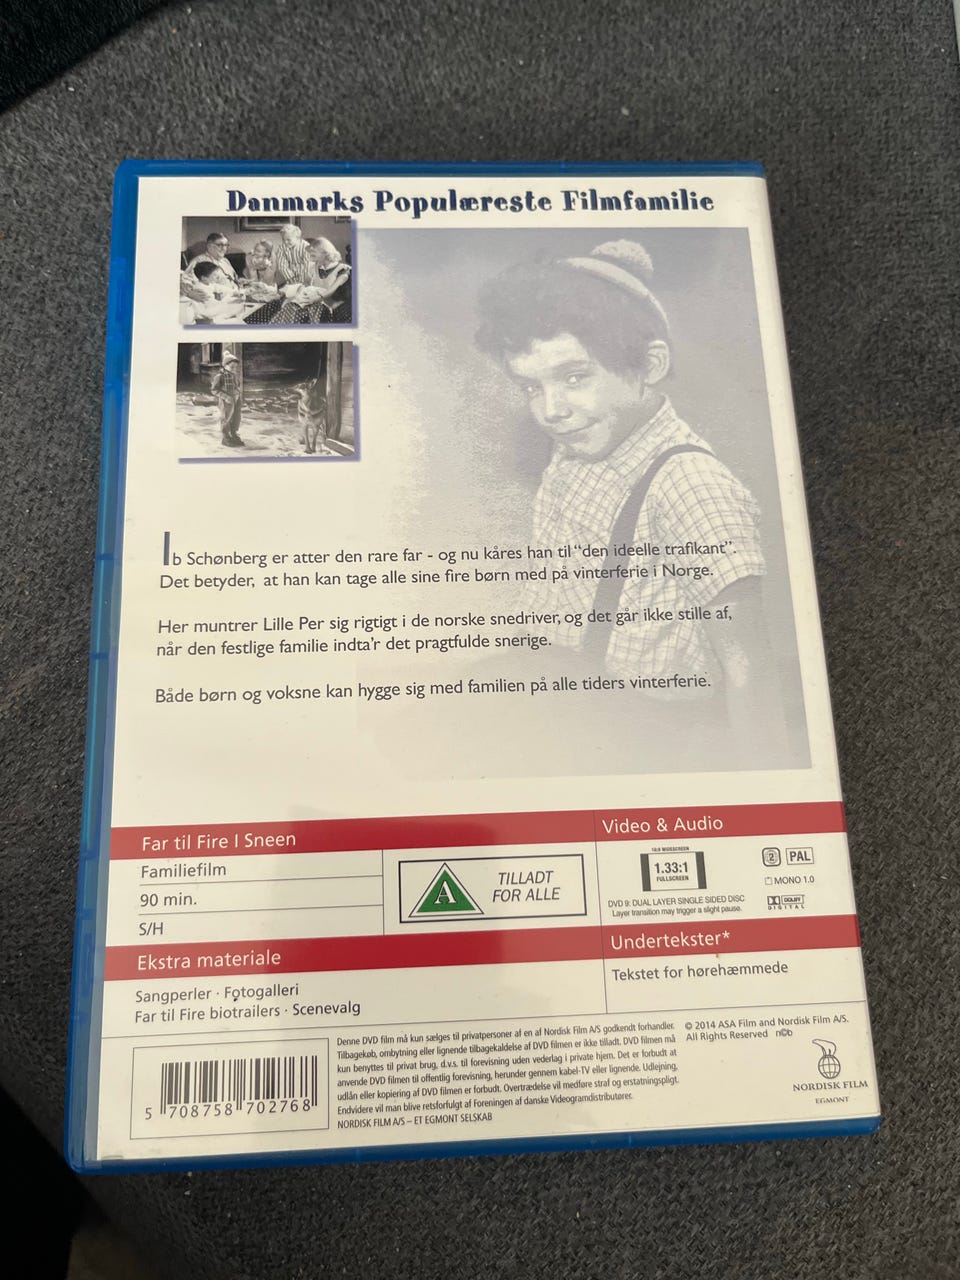 Danmarks Populæreste Filmfamilie
Ib Schønberg er atter den rare far - og nu kåres han til “den ideelle trafikant”.
Det betyder, at han kan tage alle sine fire børn med på vinterferie i Norge.
Her muntrer Lille Per sig rigtigt i de norske snedriver, og det går ikke stille af,
når den festlige familie indta’r det pragtfulde snerige.
Både børn og voksne kan hygge sig med familien på alle tiders vinterferie.
Far til Fire I Sneen
Familiefilm
90 min.
S/H
A
TILLADT
FOR ALLE
Video & Audio
16:9 WIDESCREEN
1.33:1
FULLSCREEN
2 PAL
MONO 1.0
DVD 9: DUAL LAYER SINGLE SIDED DISC
Layer transition may trigger a slight pause.
DOLBY
DIGITAL
Ekstra materiale
Sangperler · Fotogalleri
Far til Fire biotrailers · Scenevalg
Undertekster*
Tekstet for hørehæmmede
5 708758 702768
Denne DVD film må kun sælges til privatpersoner af en af Nordisk Film A/S godkendt forhandler.
Tilbagekøb, ombytning eller lignende tilbagekaldelse af DVD filmen er ikke tilladt. DVD filmen må
kun benyttes til privat brug, d.v.s. til forevisning uden vederlag i private hjem. Det er forbudt at
anvende DVD filmen til offentlig forevisning, herunder gennem kabel-TV eller lignende. Udlejning,
udlån eller kopiering af DVD filmen er forbudt. Overtrædelse vil medføre straf og erstatningspligt.
Endvidere vil man blive retsforfulgt af Foreningen af danske Videogramdistributører.
NORDISK FILM A/S – ET EGMONT SELSKAB
© 2014 ASA Film and Nordisk Film A/S.
All Rights Reserved n©b
NORDISK FILM
EGMONT